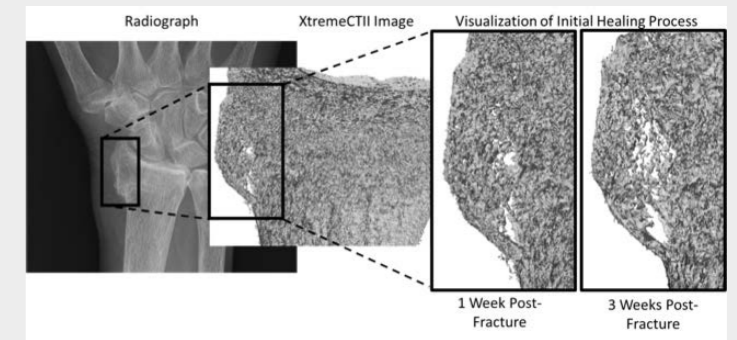 Radiograph
XtremeCTII Image
Visualization of Initial Healing Process
1 Week Post-
Fracture
3 Weeks Post-
Fracture